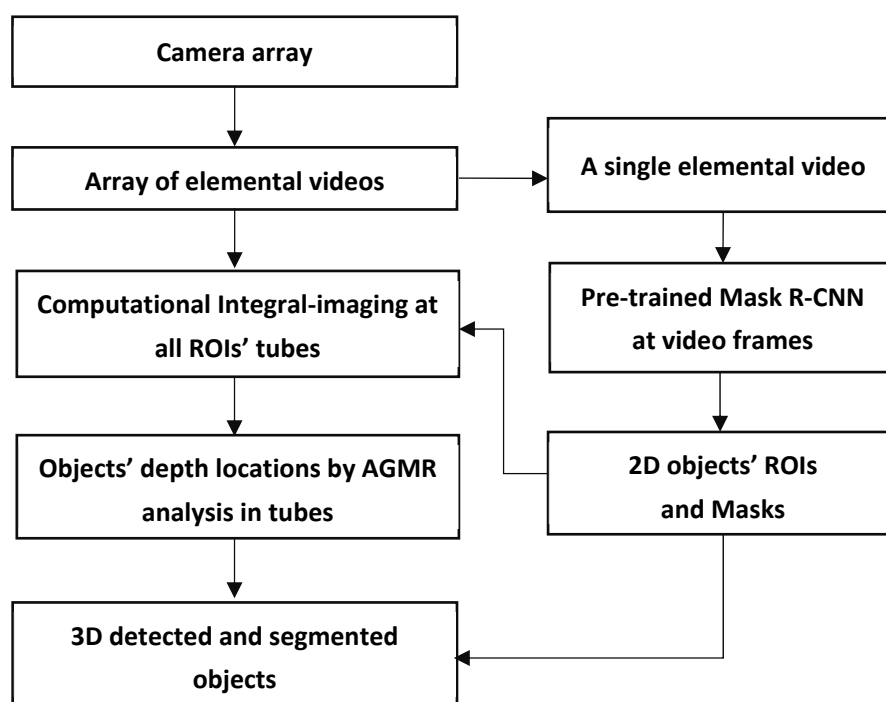 Camera array
Array of elemental videos
A single elemental video
Computational Integral-imaging at
all ROIs’ tubes
Pre-trained Mask R-CNN
at video frames
Objects’ depth locations by AGMR
analysis in tubes
2D objects’ ROIs
and Masks
3D detected and segmented
objects